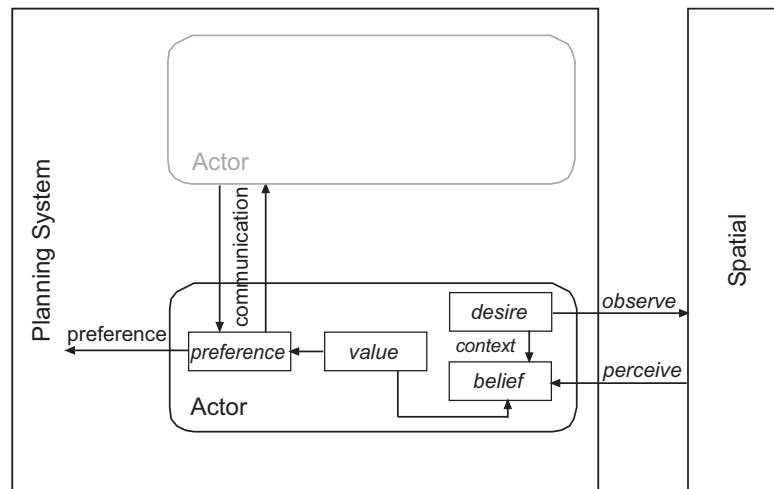 Planning System
Actor
communication
Spatial
preference
preference
value
desire
context
belief
observe
perceive
Actor